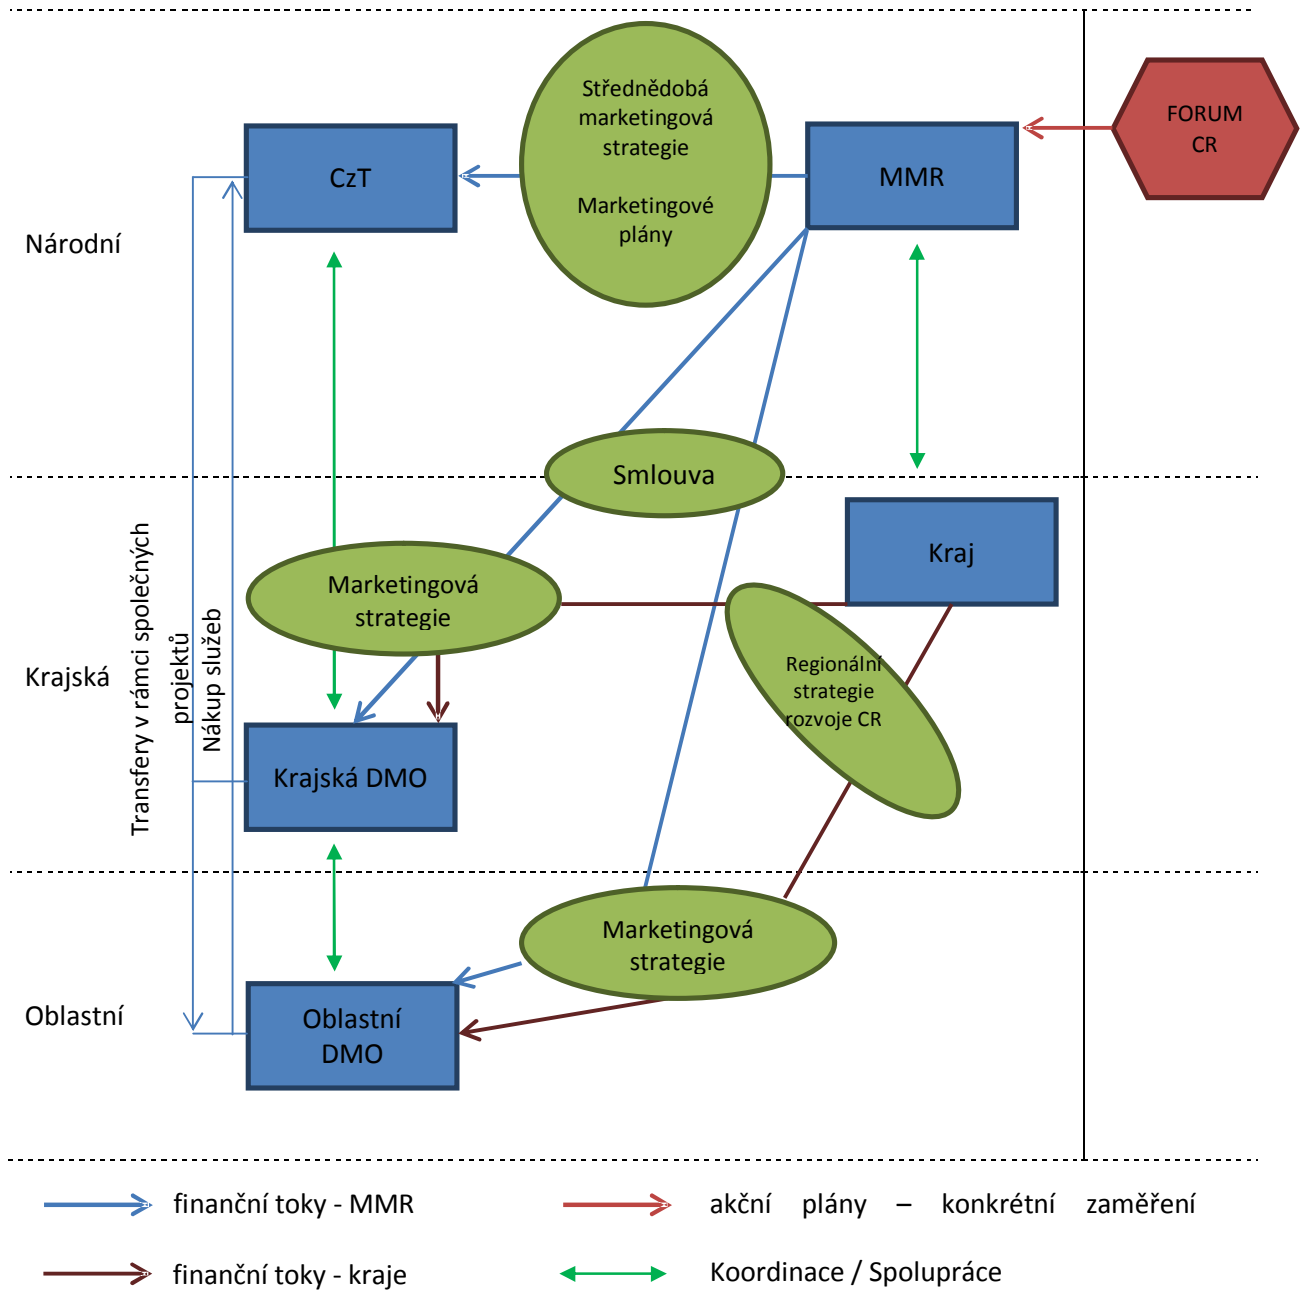 Střednědobá
marketingová
strategie
Marketingové
plány
FORUM
CR
CzT
MMR
Národní
Smlouva
Kraj
Marketingová
strategie
Transfery v rámci společných
projektů
Nákup služeb
Krajská
Regionální
strategie
rozvoje CR
Krajská DMO
Marketingová
strategie
Oblastní
Oblastní
DMO
finanční toky - MMR
akční plány – konkrétní zaměření
finanční toky - kraje
Koordinace / Spolupráce